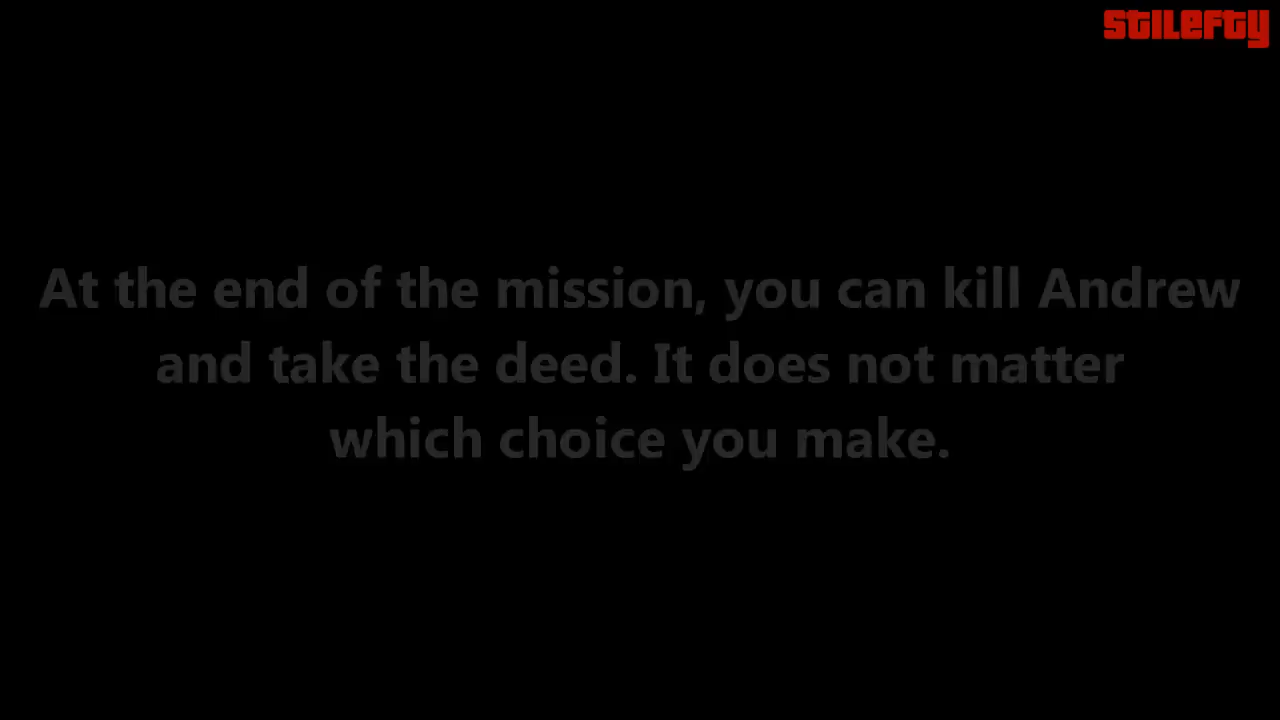 STILEFTY
At the end of the mission, you can kill Andrew
and take the deed. It does not matter
which choice you make.